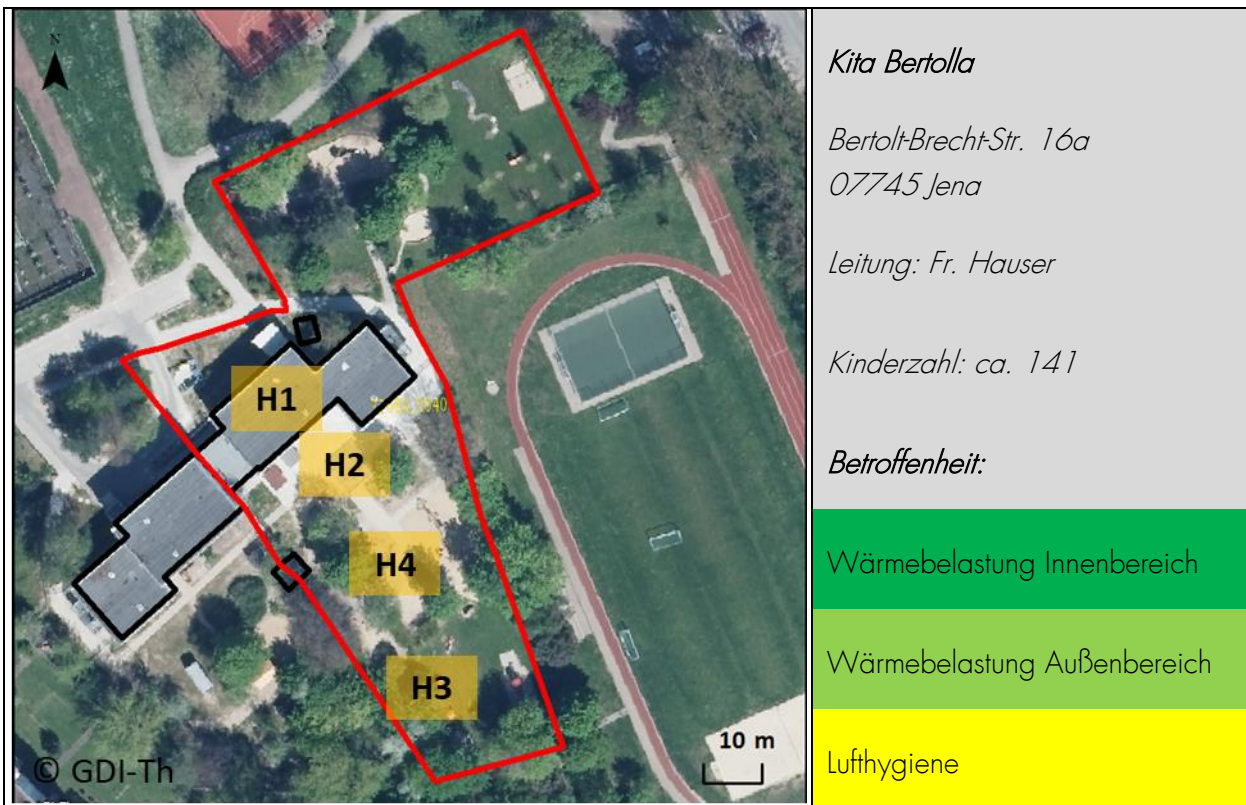 N
H1
H2
H4
H3
10 m
© GDI-Th
Kita Bertolla
Bertolt-Brecht-Str. 16a
07745 Jena
Leitung: Fr. Hauser
Kinderzahl: ca. 141
Betroffenheit:
Wärmebelastung Innenbereich
Wärmebelastung Außenbereich
Lufthygiene